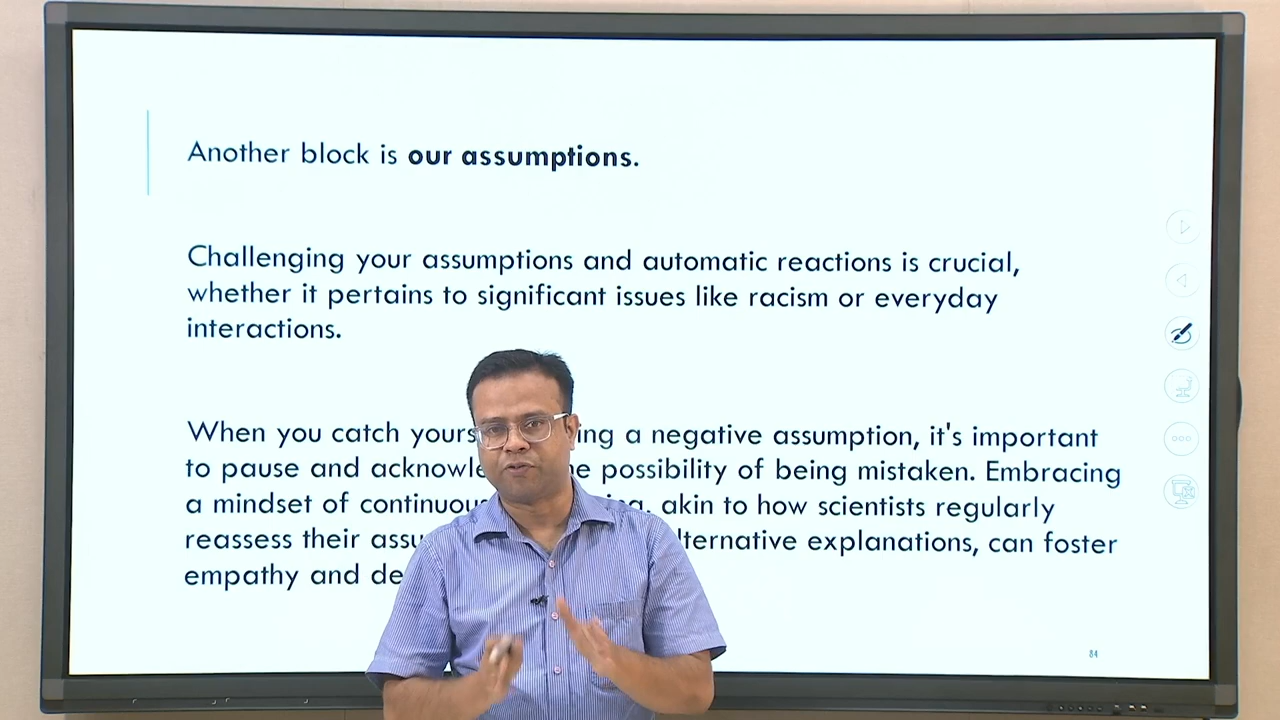 Another block is our assumptions.
Challenging your assumptions and automatic reactions is crucial,
whether it pertains to significant issues like racism or everyday
interactions.
When you catch yours ing a negative assumption, it's important
to pause and acknowle he possibility of being mistaken. Embracing
a mindset of continuou akin to how scientists regularly
reassess their assu lternative explanations, can foster
empathy and de
84